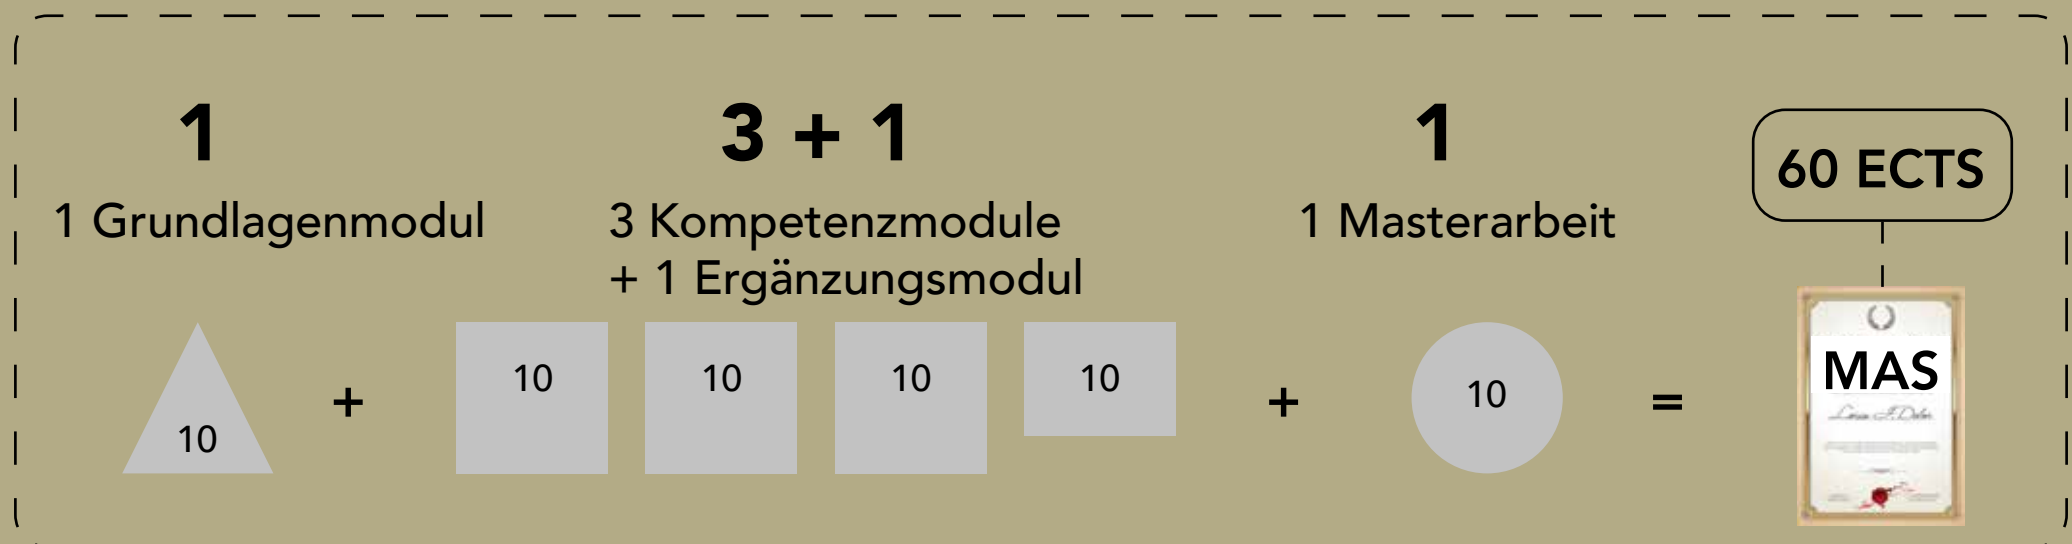 1
1 Grundlagenmodul
3 + 1
3 Kompetenzmodule
+ 1 Ergänzungsmodul
1
1 Masterarbeit
60 ECTS
10
+
10
10
10
10
+
10
=
MAS